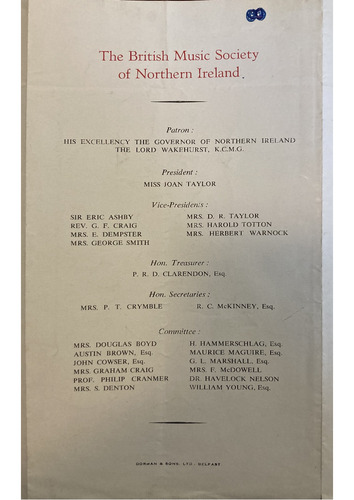 The British Music Society
of Northern Ireland.
Patron :
HIS EXCELLENCY THE GOVERNOR OF NORTHERN IRELAND
THE LORD WAKEHURST, K.C.M.G.
President :
MISS JOAN TAYLOR
Vice-Presidents :
SIR ERIC ASHBY
REV. G. F. CRAIG
MRS. E. DEMPSTER
MRS. GEORGE SMITH
MRS. D. R. TAYLOR
MRS. HAROLD TOTTON
MRS. HERBERT WARNOCK
Hon. Treasurer :
P. R. D. CLARENDON, Esq.
Hon. Secretaries :
MRS. P. T. CRYMBLE
R. C. McKINNEY, Esq.
Committee :
MRS. DOUGLAS BOYD
AUSTIN BROWN, Esq.
JOHN COWSER, Esq.
MRS. GRAHAM CRAIG
PROF. PHILIP CRANMER
MRS. S. DENTON
H. HAMMERSCHLAG, Esq.
MAURICE MAGUIRE, Esq.
G. L. MARSHALL, Esq.
MRS. F. McDOWELL
DR. HAVELOCK NELSON
WILLIAM YOUNG, Esq.
DORMAN & SONS, LTD., BELFAST